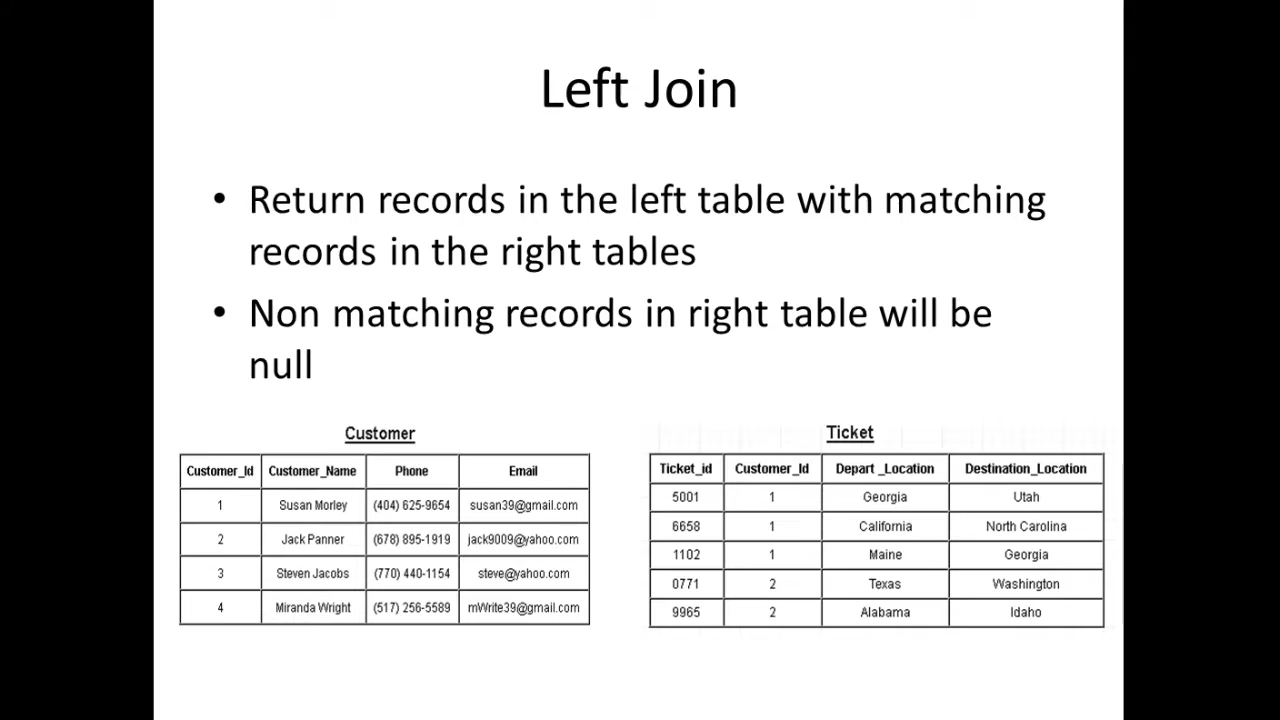 Left Join
• Return records in the left table with matching
records in the right tables
• Non matching records in right table will be
null
Customer
Customer_Id Customer_Name Phone Email
1 Susan Morley (404) 625-9654 susan39@gmail.com
2 Jack Panner (678) 895-1919 jack9009@yahoo.com
3 Steven Jacobs (770) 440-1154 steve@yahoo.com
4 Miranda Wright (517) 256-5589 mWrite39@gmail.com
Ticket
Ticket_id Customer_Id Depart _Location Destination_Location
5001 1 Georgia Utah
6658 1 California North Carolina
1102 1 Maine Georgia
0771 2 Texas Washington
9965 2 Alabama Idaho